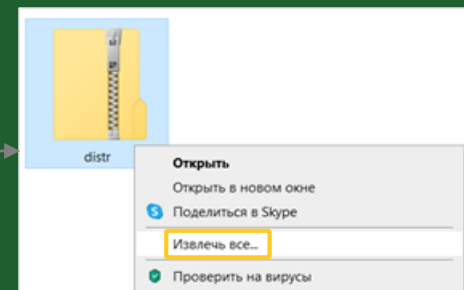 distr
Открыть
Открыть в новом окне
Поделиться в Skype
Извлечь все...
Проверить на вирусы